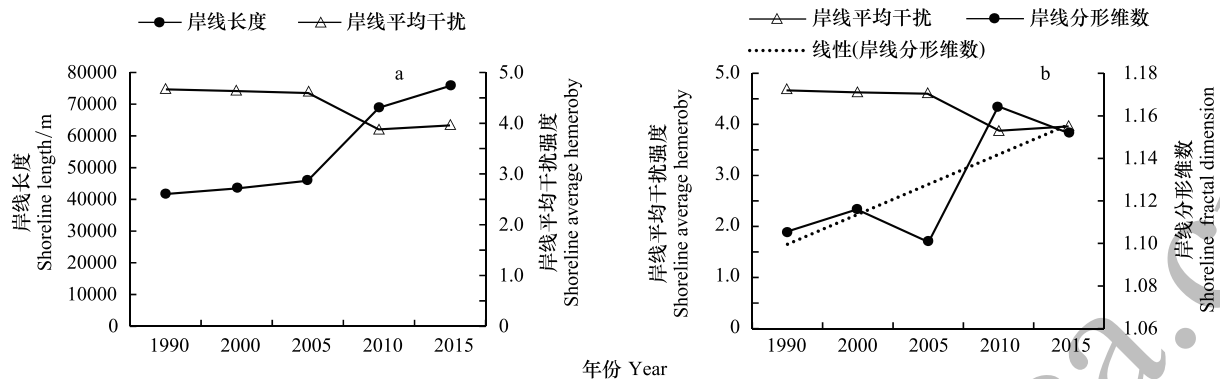 岸线长度 岸线平均干扰
a
80000
70000
60000
50000
40000
30000
20000
10000
0
岸线长度
Shoreline length/m
5.0
4.0
3.0
2.0
1.0
0
岸线平均干扰强度
Shoreline average hemeroby
1990 2000 2005 2010 2015
岸线平均干扰 岸线分形维数
线性(岸线分形维数)
b
5.0
4.0
3.0
2.0
1.0
0
岸线平均干扰强度
Shoreline average hemeroby
1.18
1.16
1.14
1.12
1.10
1.08
1.06
岸线分形维数
Shoreline fractal dimension
1990 2000 2005 2010 2015
年份 Year